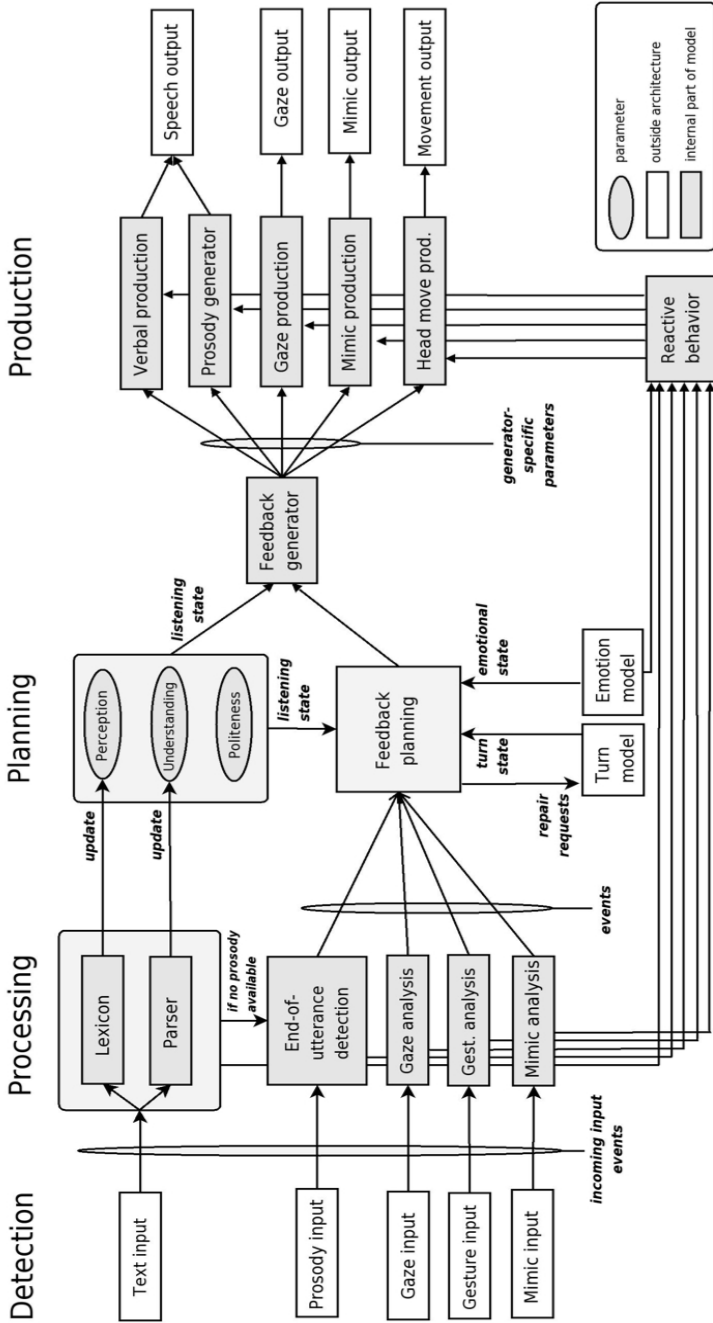 Detection
Processing
Planning
Production
Text input
Prosody input
Gaze input
Gesture input
Mimic input
incoming input
events
Lexicon
Parser
if no prosody
available
End-of-
utterance
detection
Gaze analysis
Gest. analysis
Mimic analysis
update
update
events
Perception
Understanding
Politeness
listening
state
listening
state
Feedback
planning
repair
requests
turn
state
emotional
state
Turn
model
Emotion
model
Feedback
generator
generator-
specific
parameters
Verbal production
Prosody generator
Gaze production
Mimic production
Head move prod.
Reactive
behavior
Speech output
Gaze output
Mimic output
Movement output
parameter
outside architecture
internal part of model